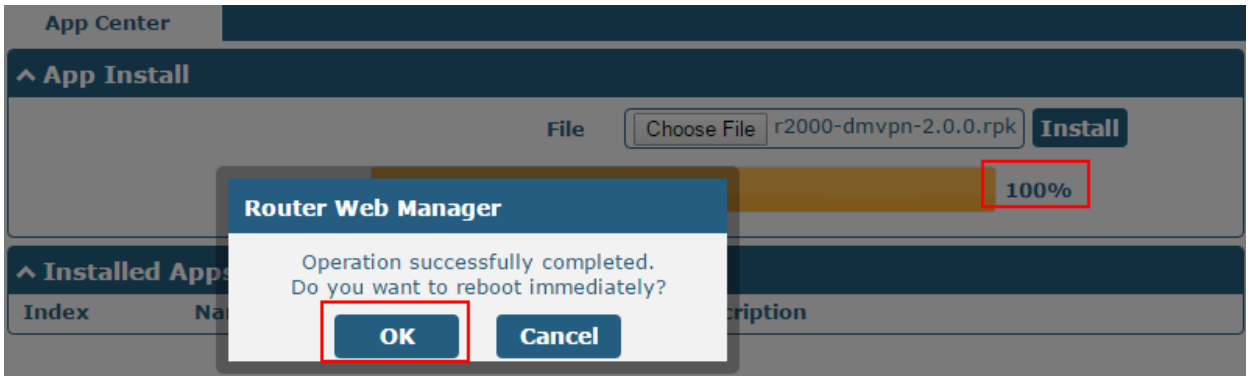 App Center
App Install
File Choose File r2000-dmvpn-2.0.0.rpk Install
100%
Router Web Manager
Operation successfully completed.
Do you want to reboot immediately?
OK Cancel
Installed Apps
Index